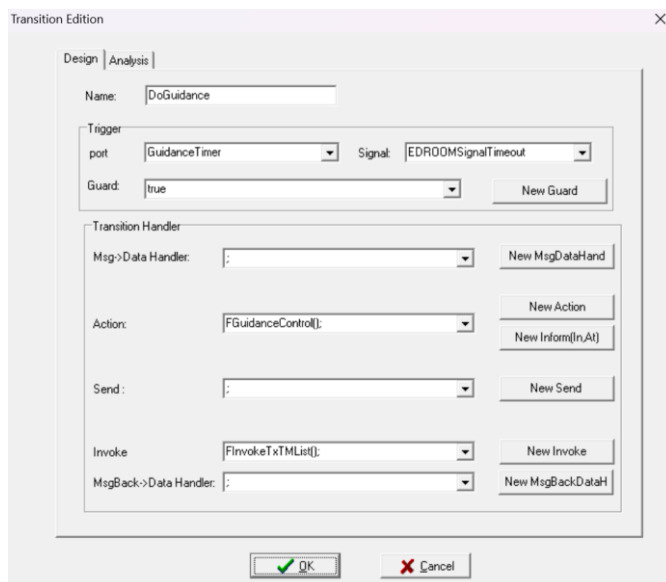 Transition Edition
Design Analysis
Name: DoGuidance
Trigger
port GuidanceTimer Signal: EDROOMSignalTimeout
Guard: true New Guard
Transition Handler
Msg->Data Handler: ; New MsgDataHand
New Action
Action: FGuidanceControl();
New Inform(In,At)
Send : ; New Send
Invoke FInvokeTxTMList(); New Invoke
MsgBack->Data Handler: ; New MsgBackDataH
OK Cancel